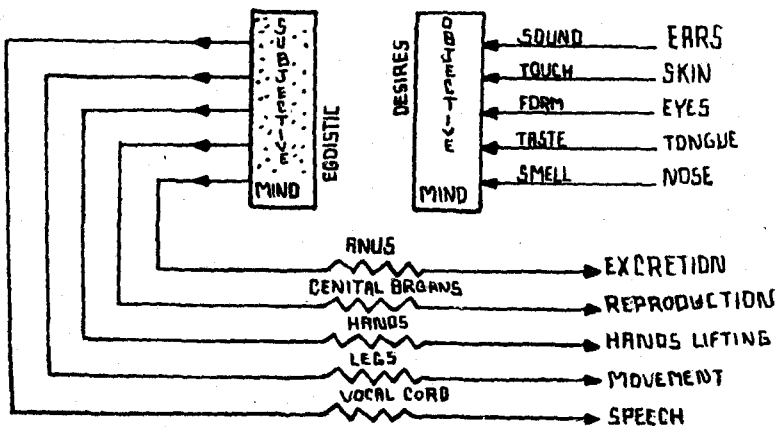 SUBJECTIVE
MIND
EGOISTIC
DESIRES
OBJECTIVE
MIND
SOUND EARS
TOUCH SKIN
FORM EYES
TASTE TONGUE
SMELL NOSE
ANUS EXCRETION
GENITAL ORGANS REPRODUCTION
HANDS HANDS LIFTING
LEGS MOVEMENT
VOCAL CORD SPEECH